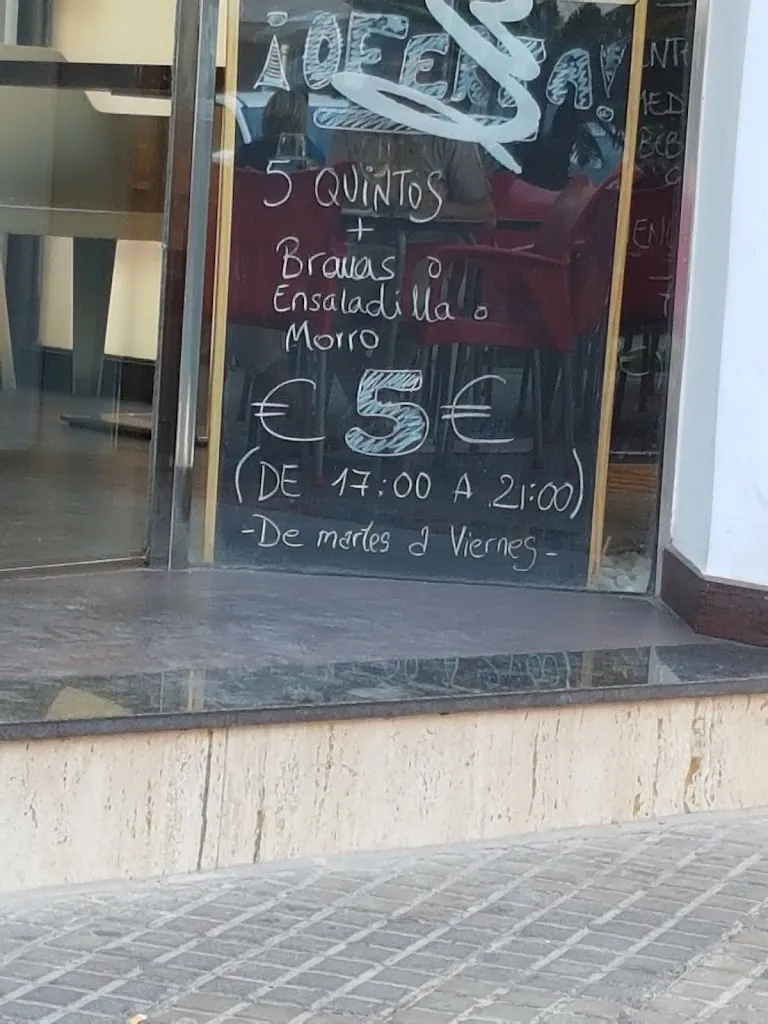 ¡OFERTA!
5 QUINTOS
+
Bravas o
Ensaladilla o
Morro
€ 5 €
(DE 17:00 A 21:00)
-De martes a Viernes-